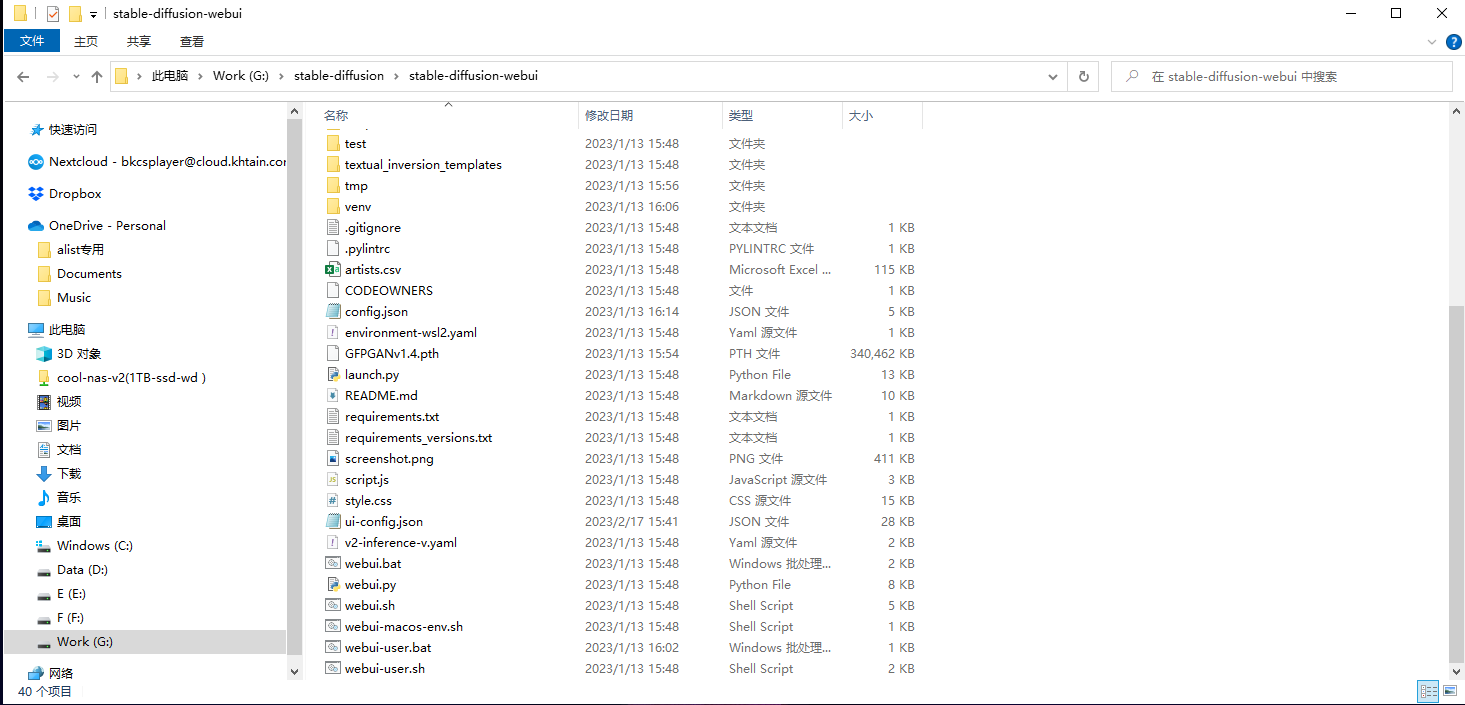 stable-diffusion-webui
文件 主页 共享 查看
此电脑 Work (G:) stable-diffusion stable-diffusion-webui 在 stable-diffusion-webui 中搜索
快速访问
Nextcloud - bkcsplayer@cloud.khtain.cor
Dropbox
OneDrive - Personal
alist专用
Documents
Music
此电脑
3D 对象
cool-nas-v2(1TB-ssd-wd )
视频
图片
文档
下载
音乐
桌面
Windows (C:)
Data (D:)
E (E:)
F (F:)
Work (G:)
网络
名称 修改日期 类型 大小
test 2023/1/13 15:48 文件夹
textual_inversion_templates 2023/1/13 15:48 文件夹
tmp 2023/1/13 15:56 文件夹
venv 2023/1/13 16:06 文件夹
.gitignore 2023/1/13 15:48 文本文档 1 KB
.pylintrc 2023/1/13 15:48 PYLINTRC 文件 1 KB
artists.csv 2023/1/13 15:48 Microsoft Excel ... 115 KB
CODEOWNERS 2023/1/13 15:48 文件 1 KB
config.json 2023/1/13 16:14 JSON 文件 5 KB
environment-wsl2.yaml 2023/1/13 15:48 Yaml 源文件 1 KB
GFPGANv1.4.pth 2023/1/13 15:54 PTH 文件 340,462 KB
launch.py 2023/1/13 15:48 Python File 13 KB
README.md 2023/1/13 15:48 Markdown 源文件 10 KB
requirements.txt 2023/1/13 15:48 文本文档 1 KB
requirements_versions.txt 2023/1/13 15:48 文本文档 1 KB
screenshot.png 2023/1/13 15:48 PNG 文件 411 KB
script.js 2023/1/13 15:48 JavaScript 源文件 3 KB
style.css 2023/1/13 15:48 CSS 源文件 15 KB
ui-config.json 2023/2/17 15:41 JSON 文件 28 KB
v2-inference-v.yaml 2023/1/13 15:48 Yaml 源文件 2 KB
webui.bat 2023/1/13 15:48 Windows 批处理... 2 KB
webui.py 2023/1/13 15:48 Python File 8 KB
webui.sh 2023/1/13 15:48 Shell Script 5 KB
webui-macos-env.sh 2023/1/13 15:48 Shell Script 1 KB
webui-user.bat 2023/1/13 16:02 Windows 批处理... 1 KB
webui-user.sh 2023/1/13 15:48 Shell Script 2 KB
40 个项目